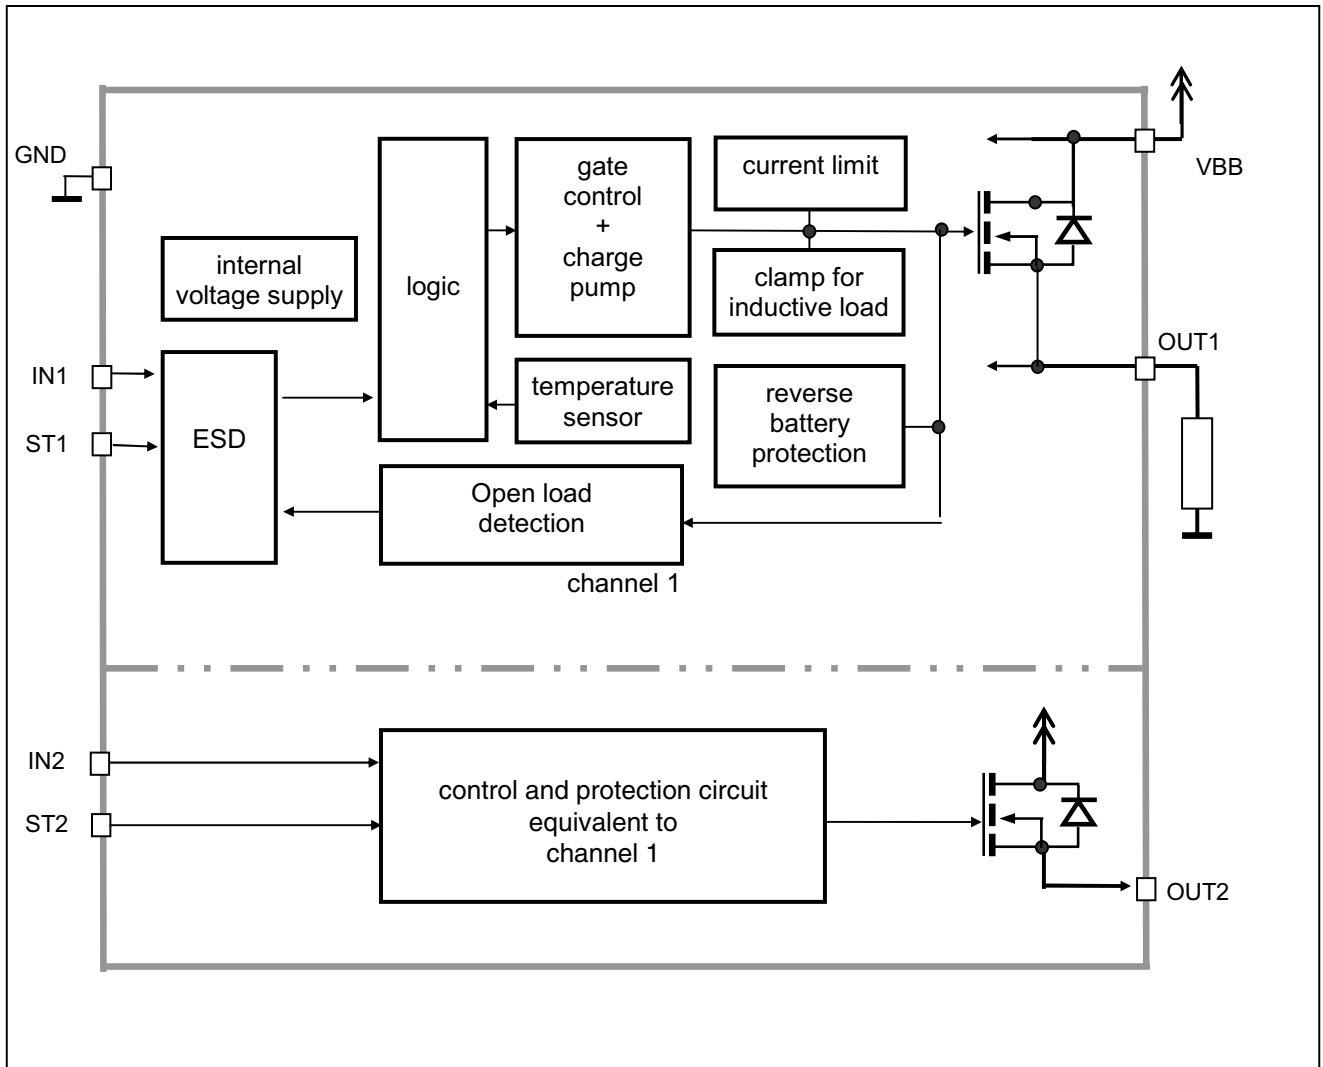 GND
VBB
gate
control
+
charge
pump
current limit
internal
voltage supply
logic
clamp for
inductive load
OUT1
IN1
ST1
ESD
temperature
sensor
reverse
battery
protection
Open load
detection
channel 1
IN2
ST2
control and protection circuit
equivalent to
channel 1
OUT2